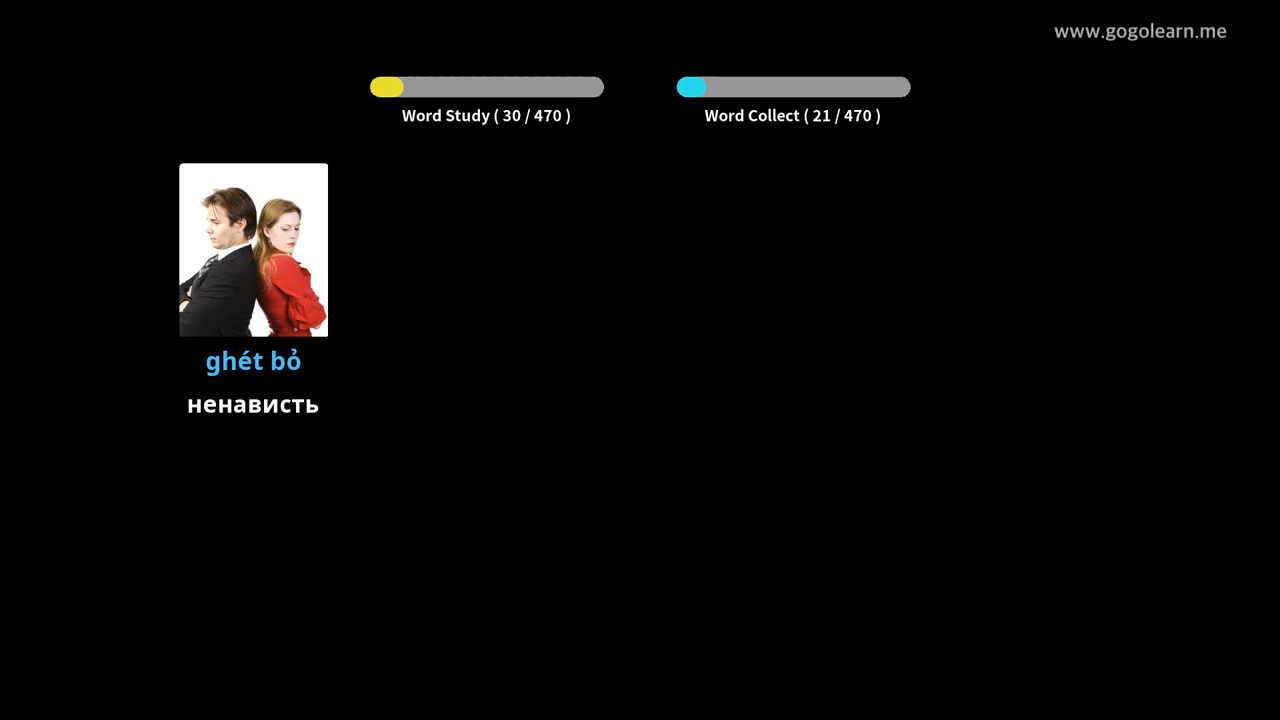 www.gogolearn.me
Word Study ( 30 / 470 )
Word Collect ( 21 / 470 )
ghét bỏ
ненависть